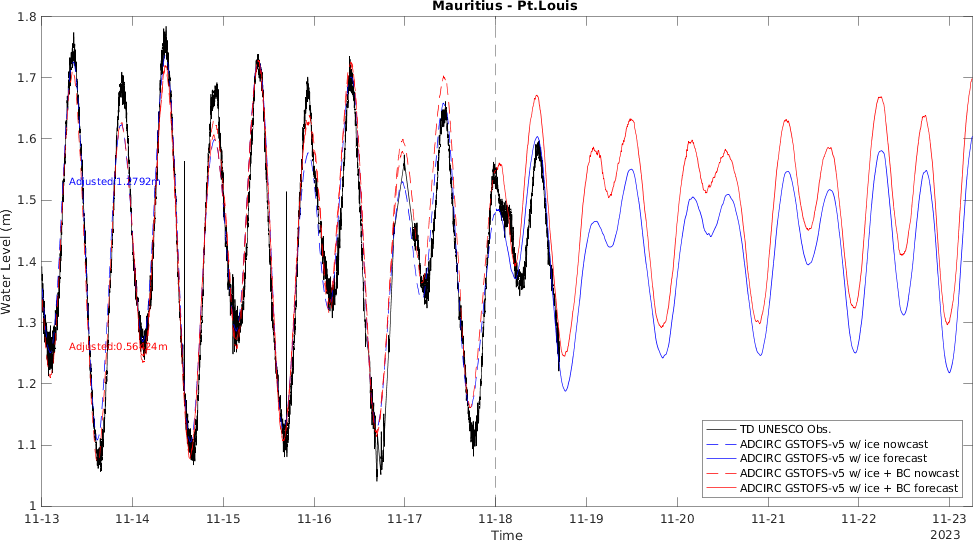 Mauritius - Pt.Louis
1.8
1.7
1.6
1.5
1.4
1.3
1.2
1.1
1
Water Level (m)
Adjusted:1.2792m
TD UNESCO Obs.
ADCIRC GSTOFS-v5 w/ ice nowcast
ADCIRC GSTOFS-v5 w/ ice forecast
ADCIRC GSTOFS-v5 w/ ice + BC nowcast
ADCIRC GSTOFS-v5 w/ ice + BC forecast
11-13 11-14 11-15 11-16 11-17 11-18 11-19 11-20 11-21 11-22 11-23
Time
2023